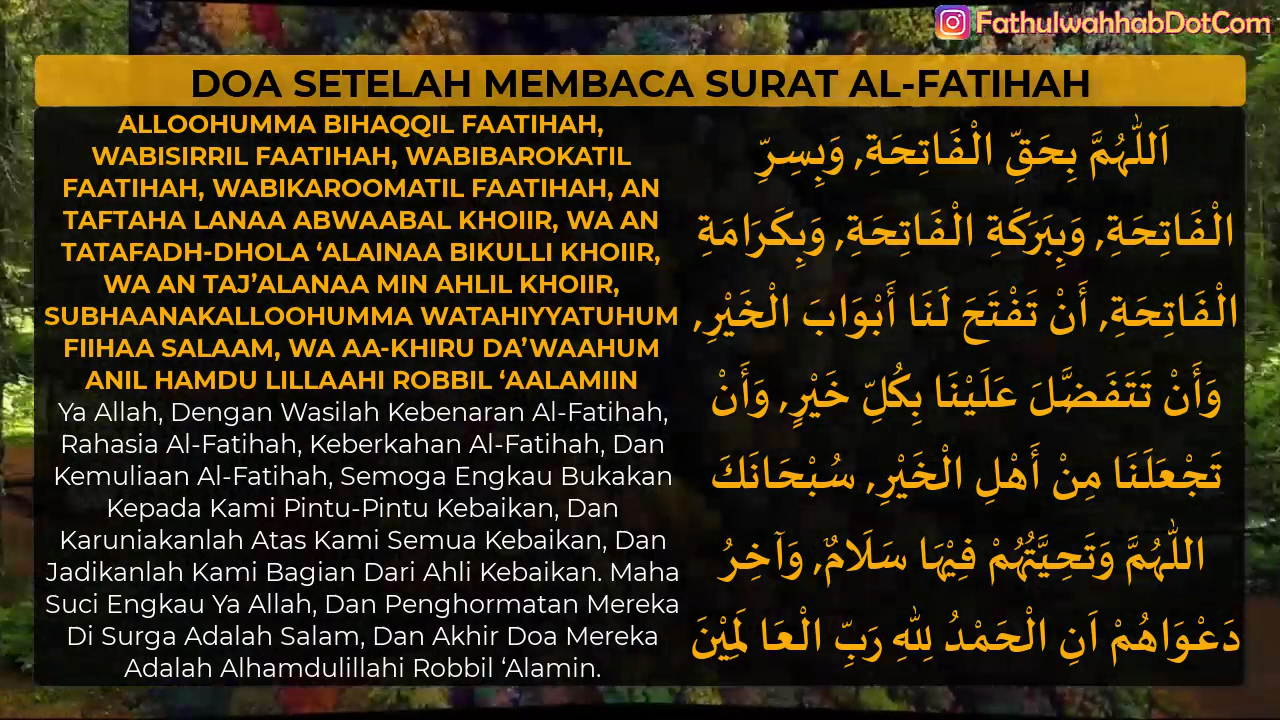 FathulwahhabDotCom
DOA SETELAH MEMBACA SURAT AL-FATIHAH
ALLOOHUMMA BIHAQQIL FAATIHAH,
WABISIRRIL FAATIHAH, WABIBAROKATIL
FAATIHAH, WABIKAROOMATIL FAATIHAH, AN
TAFTAHA LANAA ABWAABAL KHOIIR, WA AN
TATAFADH-DHOLA ‘ALAINAA BIKULLI KHOIIR,
WA AN TAJ’ALANAA MIN AHLIL KHOIIR,
SUBHAANAKALLOOHUMMA WATAHIYYATUHUM
FIIHAA SALAAM, WA AA-KHIRU DA’WAAHUM
ANIL HAMDU LILLAAHI ROBBIL ‘AALAMIIN
Ya Allah, Dengan Wasilah Kebenaran Al-Fatihah,
Rahasia Al-Fatihah, Keberkahan Al-Fatihah, Dan
Kemuliaan Al-Fatihah, Semoga Engkau Bukakan
Kepada Kami Pintu-Pintu Kebaikan, Dan
Karuniakanlah Atas Kami Semua Kebaikan, Dan
Jadikanlah Kami Bagian Dari Ahli Kebaikan. Maha
Suci Engkau Ya Allah, Dan Penghormatan Mereka
Di Surga Adalah Salam, Dan Akhir Doa Mereka
Adalah Alhamdulillahi Robbil ‘Alamin.
اَللّٰهُمَّ بِحَقِّ الْفَاتِحَةِ, وَبِسِرِّ
الْفَاتِحَةِ, وَبِبَرَكَةِ الْفَاتِحَةِ, وَبِكَرَامَةِ
الْفَاتِحَةِ, أَنْ تَفْتَحَ لَنَا أَبْوَابَ الْخَيْرِ,
وَأَنْ تَتَفَضَّلَ عَلَيْنَا بِكُلِّ خَيْرٍ, وَأَنْ
تَجْعَلَنَا مِنْ أَهْلِ الْخَيْرِ, سُبْحَانَكَ
اللّٰهُمَّ وَتَحِيَّتُهُمْ فِيْهَا سَلَامٌ, وَآخِرُ
دَعْوَاهُمْ اَنِ الْحَمْدُ لِلّٰهِ رَبِّ الْعَا لَمِيْنَ